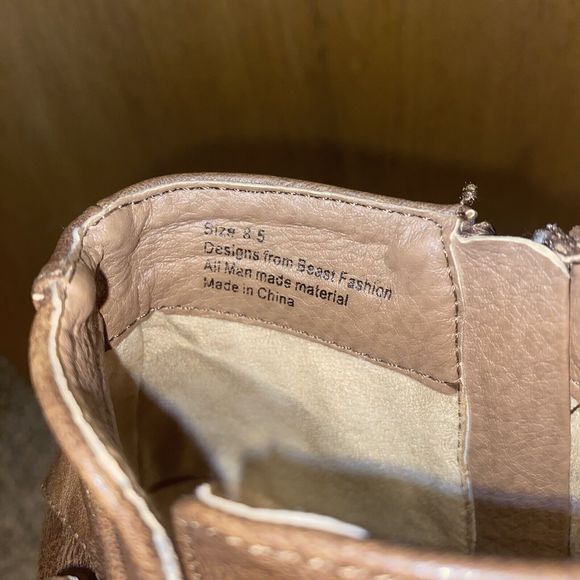 Size 8.5
Designs from Beast Fashion
All Man made material
Made in China